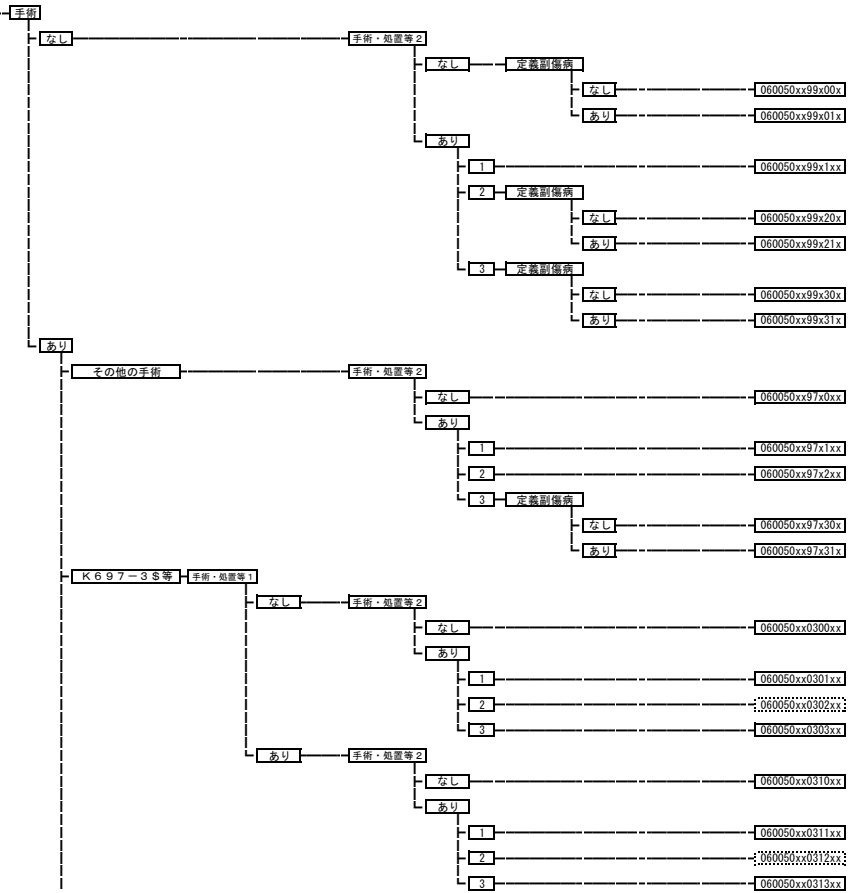 手術
なし 手術・処置等2
なし 定義副傷病
なし 060050xx99x00x
あり 060050xx99x01x
あり
1 060050xx99x1xx
2 定義副傷病
なし 060050xx99x20x
あり 060050xx99x21x
3 定義副傷病
なし 060050xx99x30x
あり 060050xx99x31x
あり
その他の手術 手術・処置等2
なし 060050xx97x0xx
あり
1 060050xx97x1xx
2 060050xx97x2xx
3 定義副傷病
なし 060050xx97x30x
あり 060050xx97x31x
K697-3$等 手術・処置等1
なし 手術・処置等2
なし 060050xx0300xx
あり
1 060050xx0301xx
2 060050xx0302xx
3 060050xx0303xx
あり 手術・処置等2
なし 060050xx0310xx
あり
1 060050xx0311xx
2 060050xx0312xx
3 060050xx0313xx